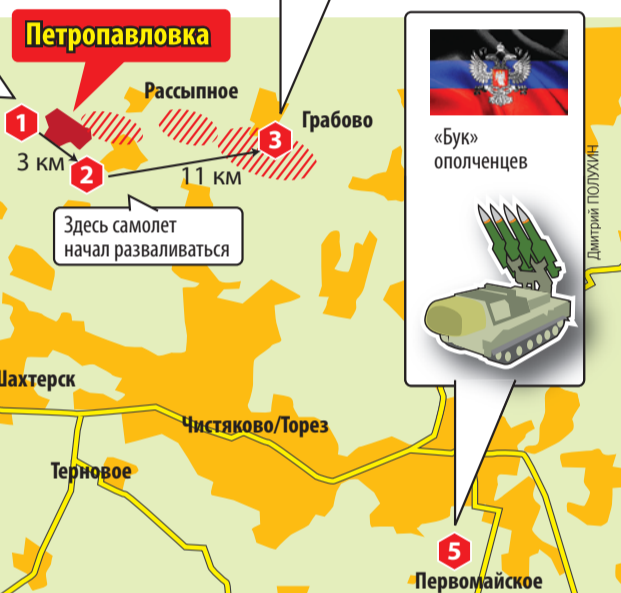 Петропавловка
Рассыпное
Грабово
1
3
3 км
2
11 км
Здесь самолет
начал разваливаться
«Бук»
ополченцев
Дмитрий ПОЛУХИН
Шахтерск
Чистяково/Торез
Терновое
5
Первомайское